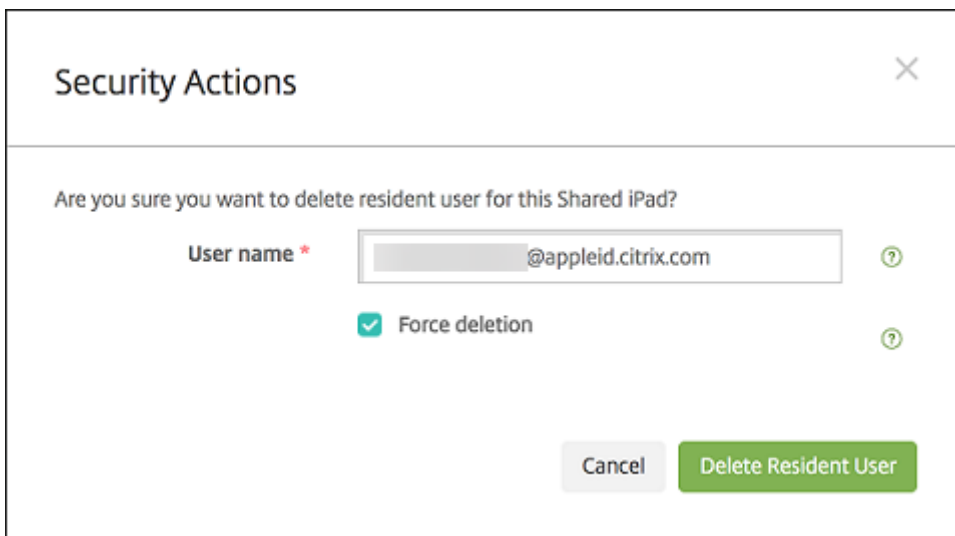 Security Actions
Are you sure you want to delete resident user for this Shared iPad?
User name * @appleid.citrix.com
Force deletion
Cancel Delete Resident User